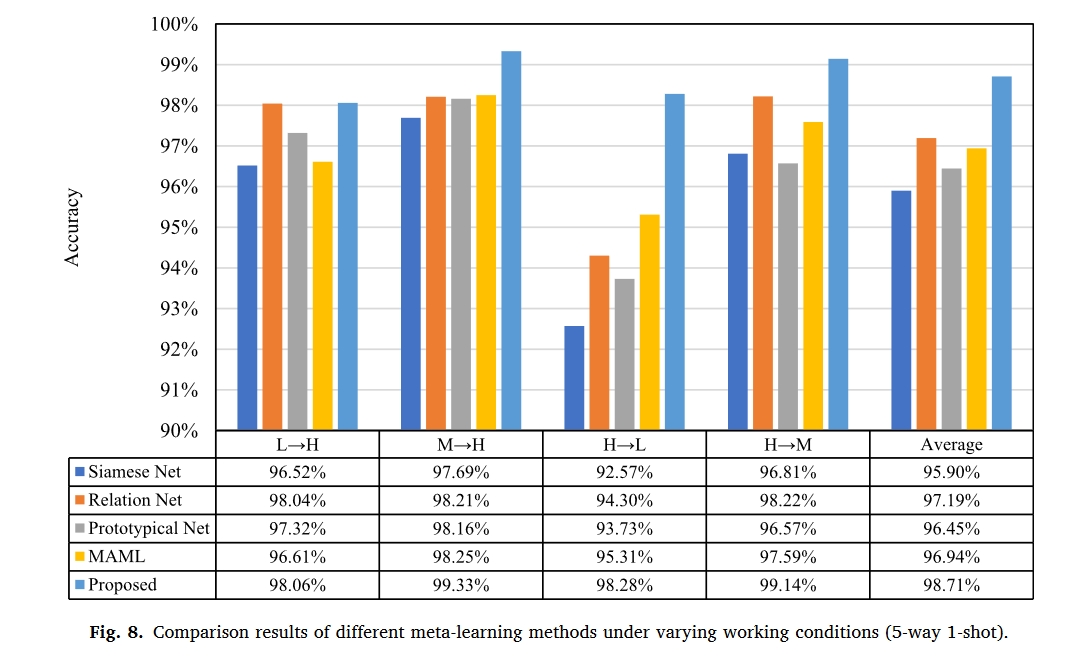 100%
99%
98%
97%
96%
95%
94%
93%
92%
91%
90%
Accuracy
L→H M→H H→L H→M Average
Siamese Net 96.52% 97.69% 92.57% 96.81% 95.90%
Relation Net 98.04% 98.21% 94.30% 98.22% 97.19%
Prototypical Net 97.32% 98.16% 93.73% 96.57% 96.45%
MAML 96.61% 98.25% 95.31% 97.59% 96.94%
Proposed 98.06% 99.33% 98.28% 99.14% 98.71%
Fig. 8. Comparison results of different meta-learning methods under varying working conditions (5-way 1-shot).